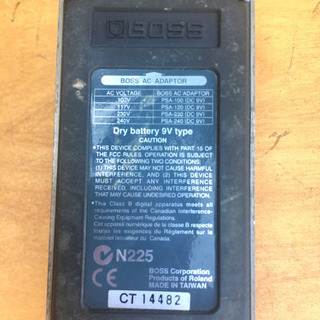 BOSS
BOSS AC ADAPTOR
AC VOLTAGE BOSS AC ADAPTOR
100V PSA-100 (DC 9V)
117V PSA-120 (DC 9V)
230V PSA-230 (DC 9V)
240V PSA-240 (DC 9V)
Dry battery 9V type
CAUTION
● THIS DEVICE COMPLIES WITH PART 15 OF
THE FCC RULES. OPERATION IS SUBJECT
TO THE FOLLOWING TWO CONDITIONS:
(1) THIS DEVICE MAY NOT CAUSE HARMFUL
INTERFERENCE, AND (2) THIS DEVICE
MUST ACCEPT ANY INTERFERENCE
RECEIVED, INCLUDING INTERFERENCE THAT
MAY CAUSE UNDESIRED OPERATION.
● This Class B digital apparatus meets all
requirements of the Canadian Interference-
Causing Equipment Regulations.
Cet appareil numérique de la classe B respecte
toutes les exigences du Règlement sur le
matériel brouilleur du Canada.
C N225
CE
BOSS Corporation
Products of Roland
MADE IN TAIWAN
CT 14482